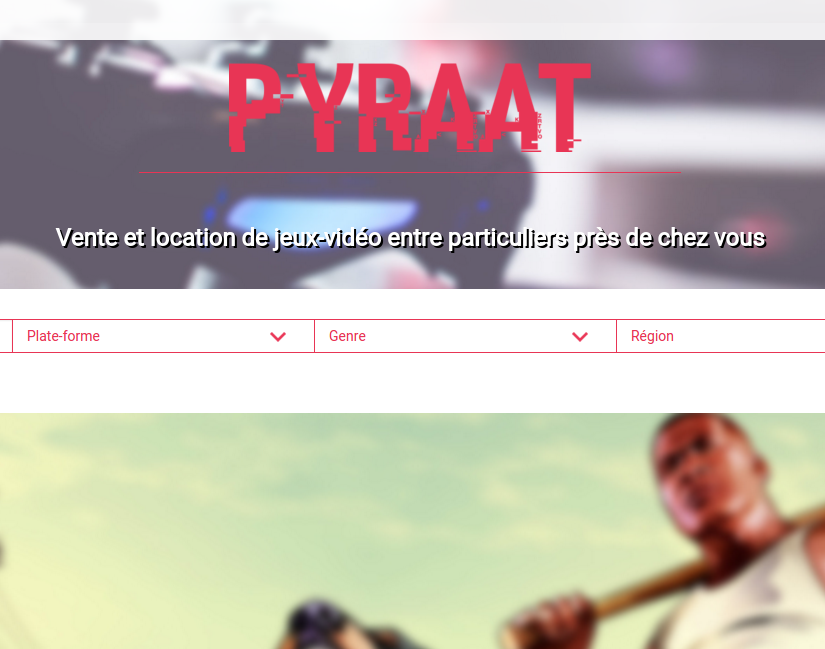 PYRAAT
Vente et location de jeux-vidéo entre particuliers près de chez vous
Plate-forme
Genre
Région